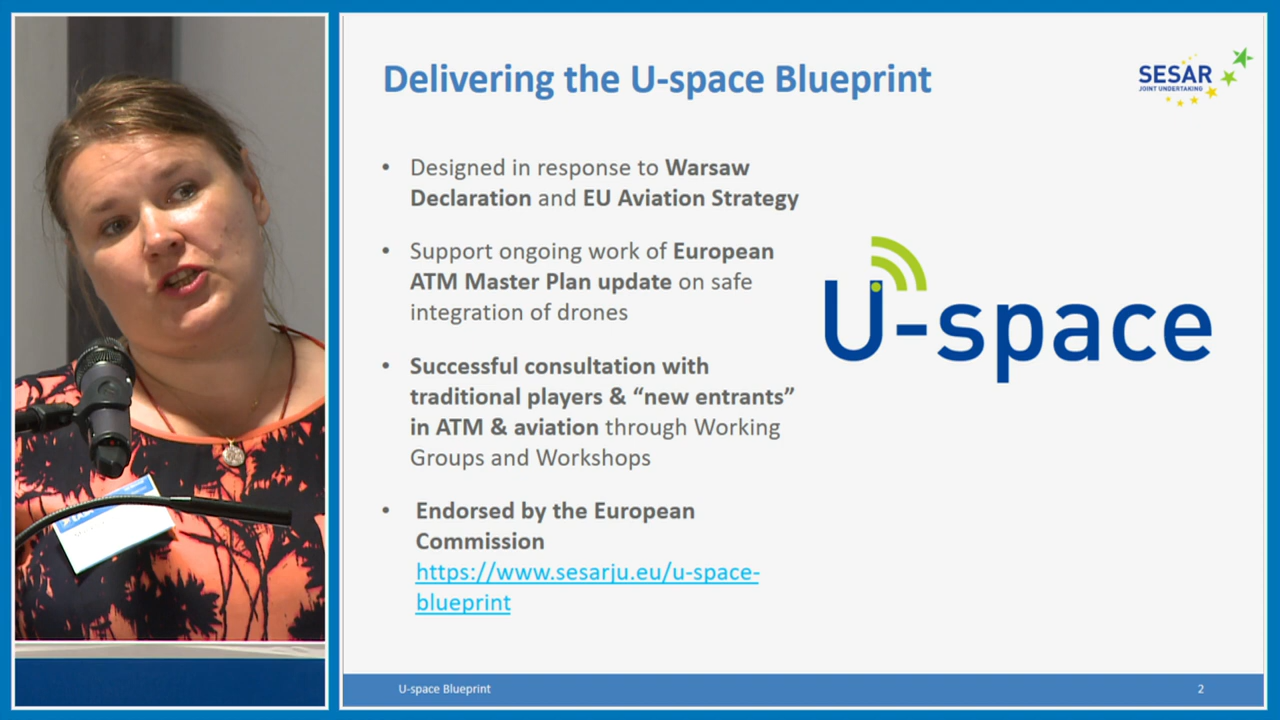 Delivering the U-space Blueprint
SESAR
JOINT UNDERTAKING
• Designed in response to Warsaw
Declaration and EU Aviation Strategy
• Support ongoing work of European
ATM Master Plan update on safe
integration of drones
• Successful consultation with
traditional players & “new entrants”
in ATM & aviation through Working
Groups and Workshops
• Endorsed by the European
Commission
https://www.sesarju.eu/u-space-
blueprint
U-space
U-space Blueprint
2